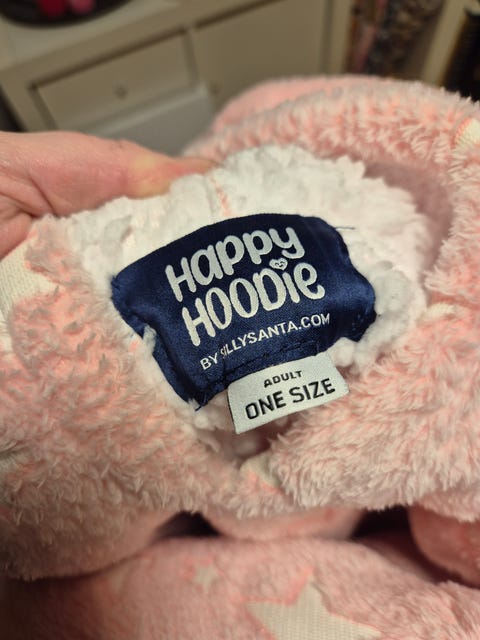 Happy
HOODie
BY SILLYSANTA.COM
ADULT
ONE SIZE